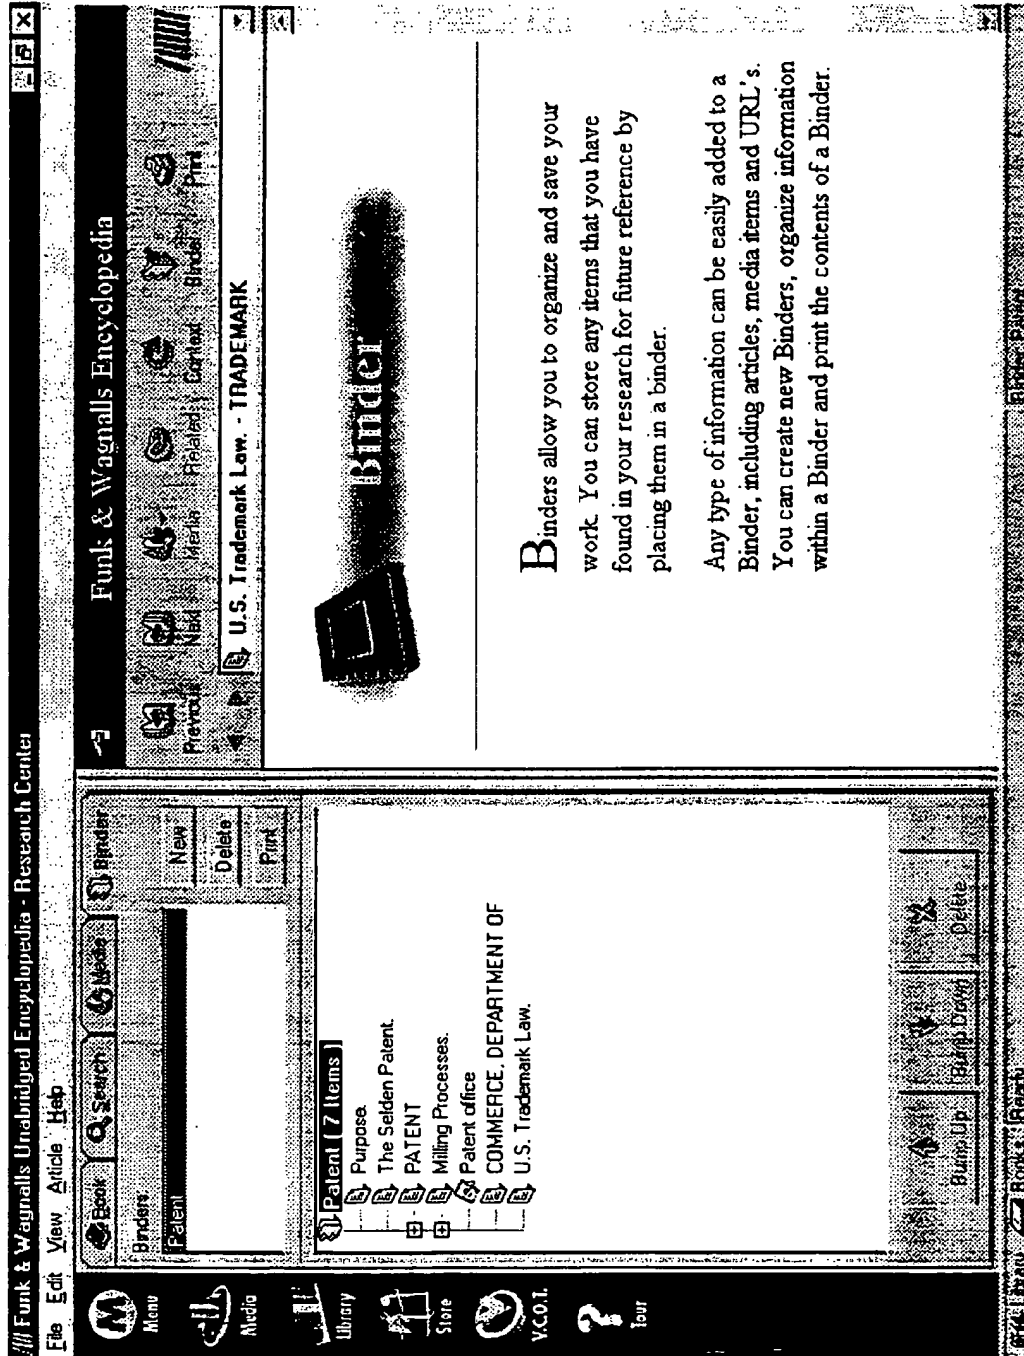 Funk & Wagnalls Unabridged Encyclopedia - Research Center
File Edit View Article Help
Menu
Media
Library
Store
V.C.O.T.
Tour
Book Search Media Binder
Binders
Patent
New
Delete
Print
Patent ( 7 Items )
Purpose.
The Selden Patent.
PATENT
Milling Processes.
Patent office
COMMERCE, DEPARTMENT OF
U.S. Trademark Law.
Bump Up Bump Down Delete
Funk & Wagnalls Encyclopedia
Previous Next Media Related Context Binder Print
U.S. Trademark Law. - TRADEMARK
Binder
Binders allow you to organize and save your
work. You can store any items that you have
found in your research for future reference by
placing them in a binder.
Any type of information can be easily added to a
Binder, including articles, media items and URL's.
You can create new Binders, organize information
within a Binder and print the contents of a Binder.
Books Ready